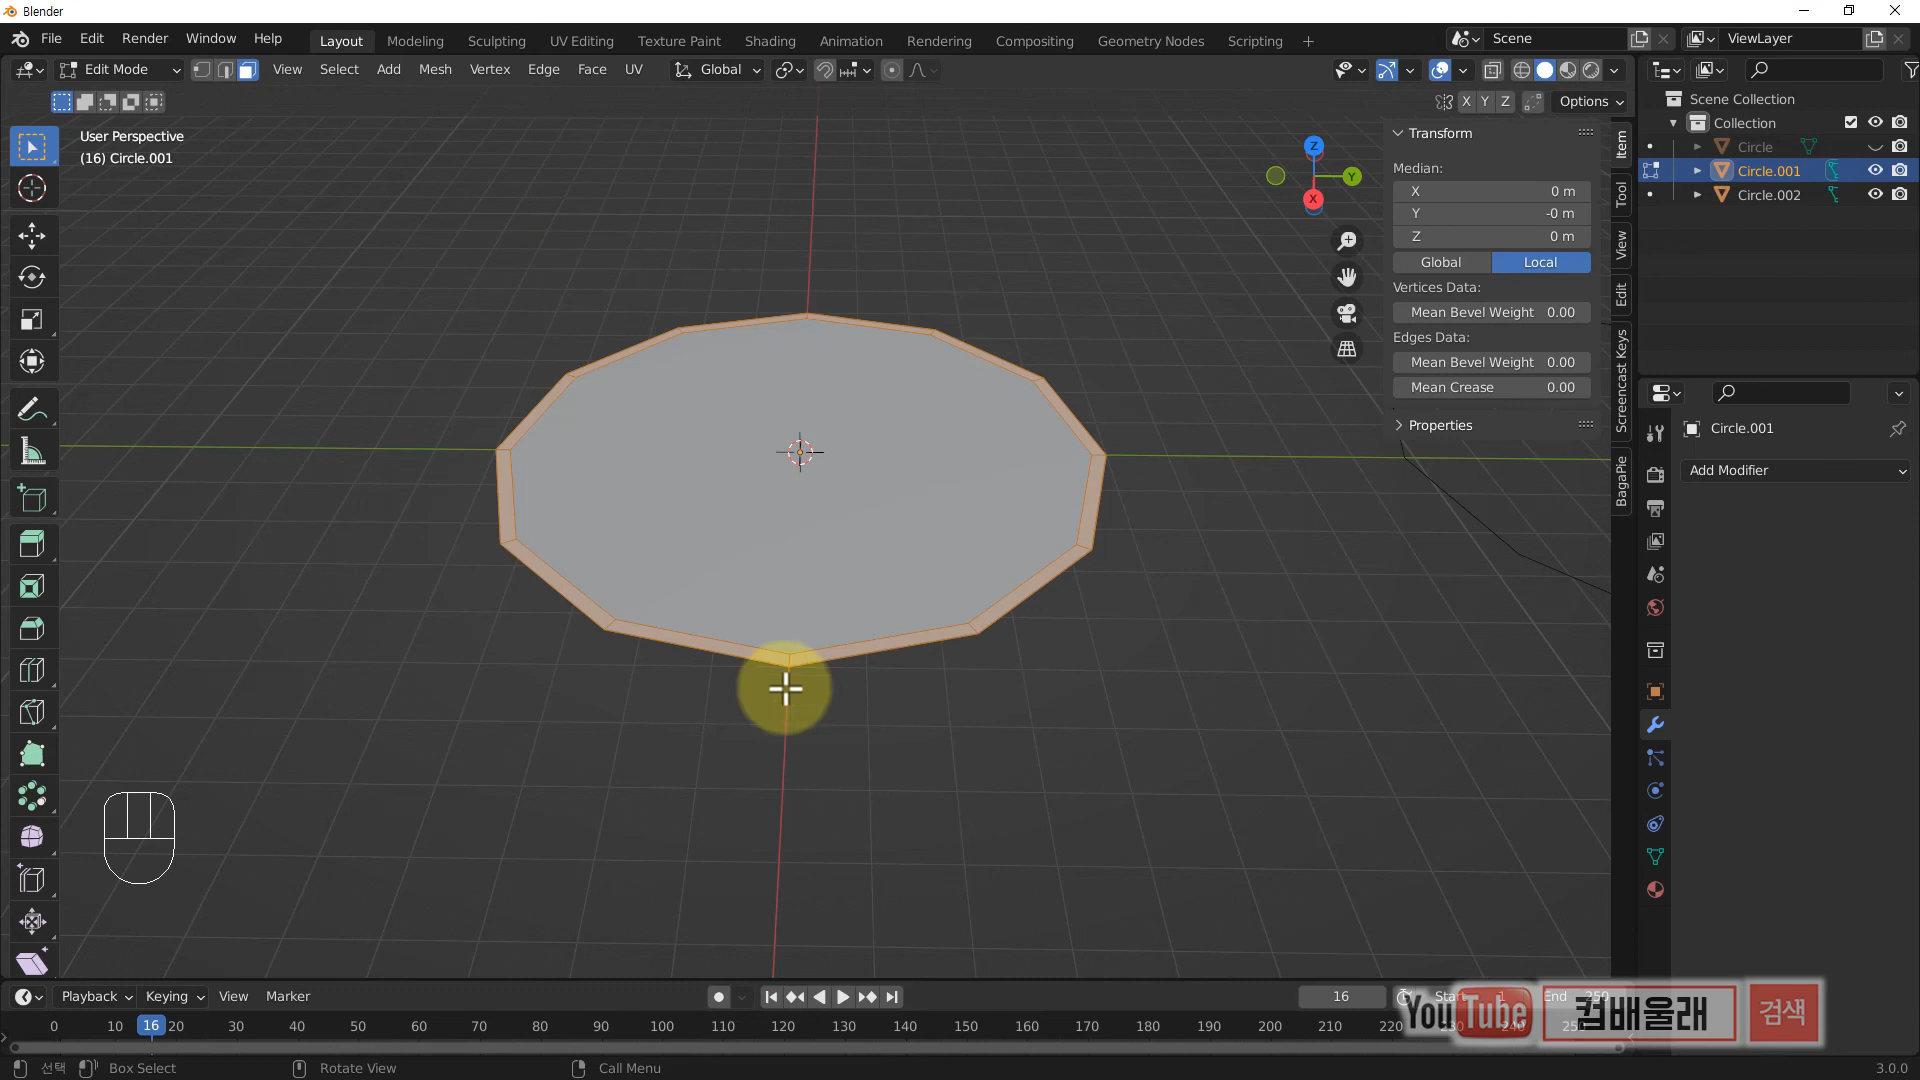 Blender
File Edit Render Window Help
Layout Modeling Sculpting UV Editing Texture Paint Shading Animation Rendering Compositing Geometry Nodes Scripting +
Scene
ViewLayer
Edit Mode View Select Add Mesh Vertex Edge Face UV Global
X Y Z Options
User Perspective
(16) Circle.001
Z
Y
X
Transform
Median:
X 0 m
Y -0 m
Z 0 m
Global Local
Vertices Data:
Mean Bevel Weight 0.00
Edges Data:
Mean Bevel Weight 0.00
Mean Crease 0.00
Properties
Item
Tool
View
Edit
Screencast Keys
BagaPie
Scene Collection
Collection
Circle
Circle.001
Circle.002
Circle.001
Add Modifier
Playback Keying View Marker
16 Start 1 End 250
0 10 16 20 30 40 50 60 70 80 90 100 110 120 130 140 150 160 170 180 190 200 210 220 230 240
YouTube 컴배울래 검색
선택 Box Select Rotate View Call Menu
3.0.0